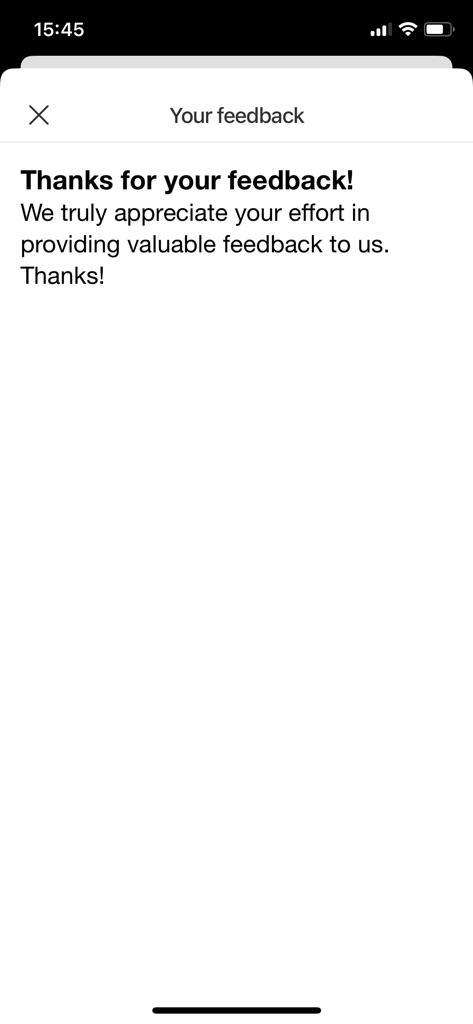 15:45
Your feedback
Thanks for your feedback!
We truly appreciate your effort in
providing valuable feedback to us.
Thanks!